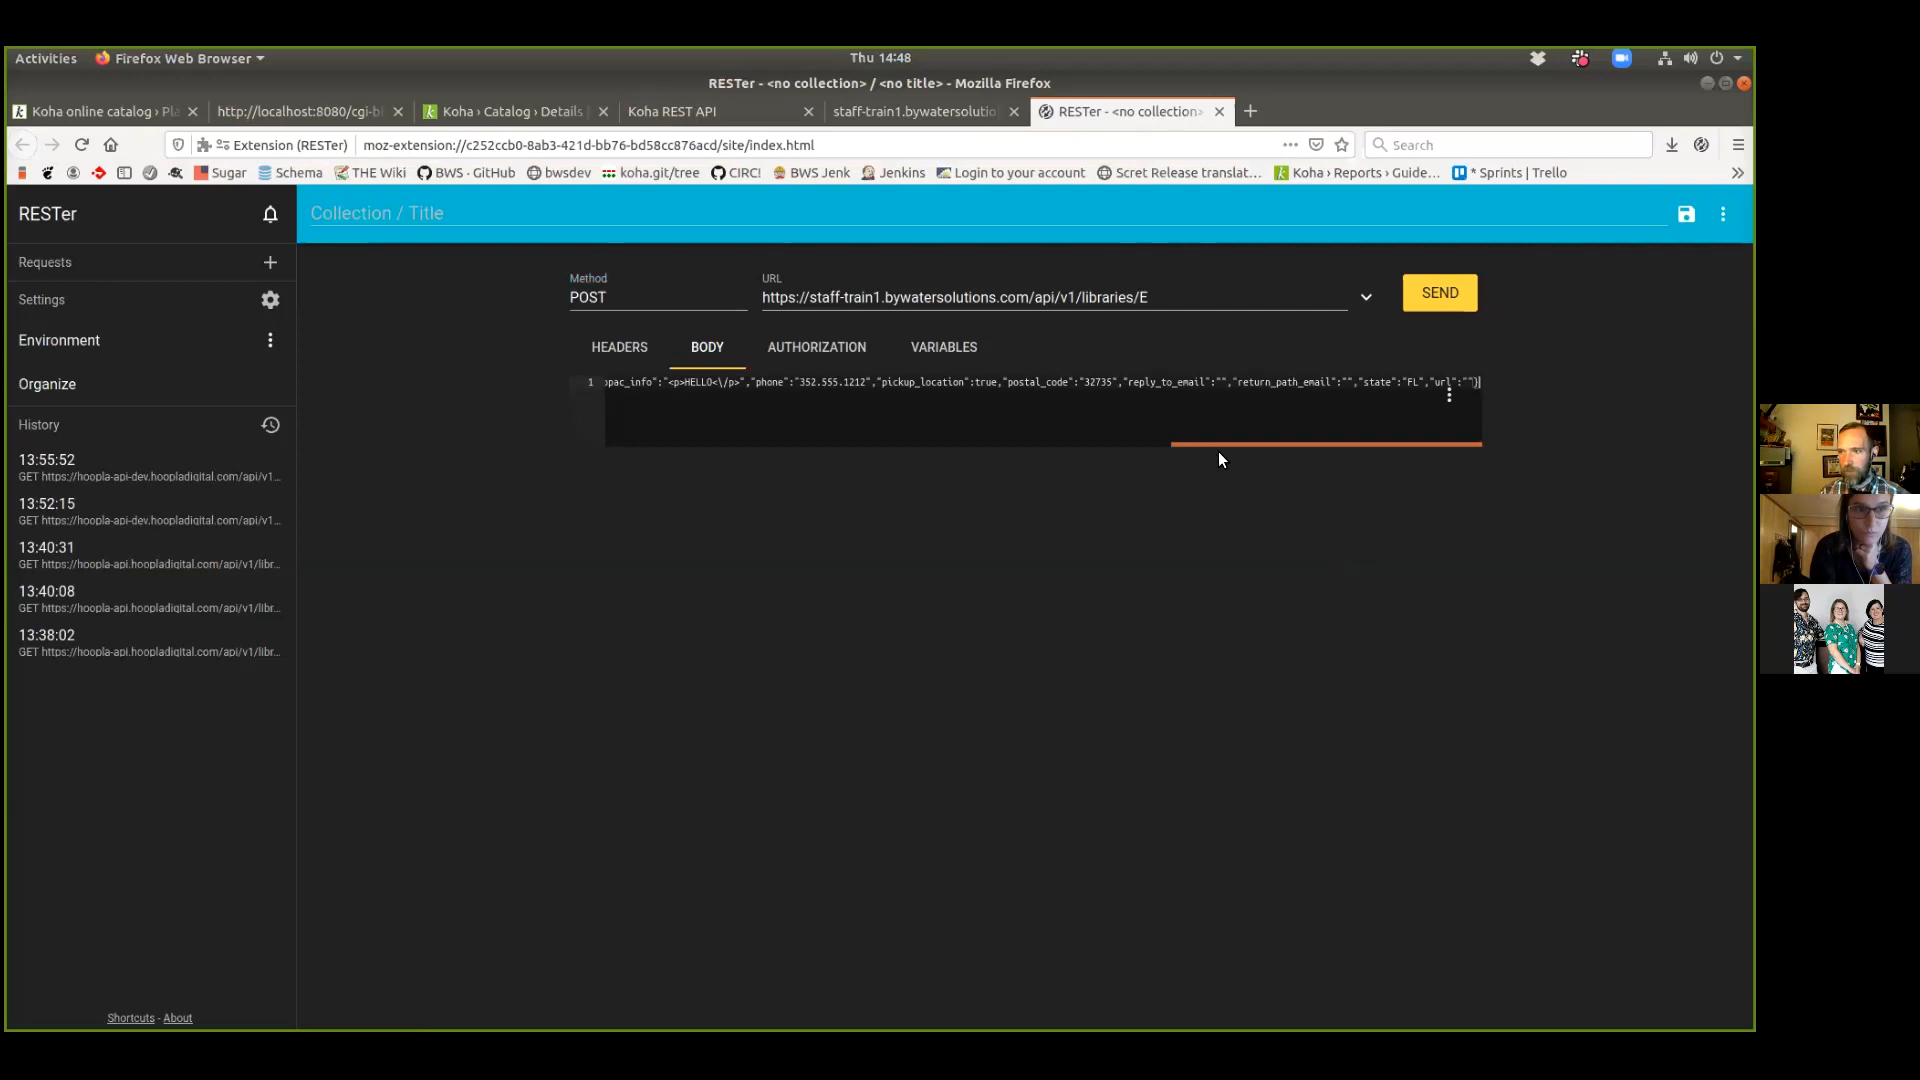 Activities Firefox Web Browser Thu 14:48
RESTer - <no collection> / <no title> - Mozilla Firefox
Koha online catalog › Pla http://localhost:8080/cgi-bi Koha › Catalog › Details Koha REST API staff-train1.bywatersolutio RESTer - <no collection>
Extension (RESTer) moz-extension://c252ccb0-8ab3-421d-bb76-bd58cc876acd/site/index.html Search
Sugar Schema THE Wiki BWS - GitHub bwsdev koha.git/tree CIRC! BWS Jenk Jenkins Login to your account Scret Release translat... Koha › Reports › Guide... * Sprints | Trello
RESTer
Collection / Title
Requests
Settings
Environment
Organize
History
13:55:52
GET https://hoopla-api-dev.hoopladigital.com/api/v1...
13:52:15
GET https://hoopla-api-dev.hoopladigital.com/api/v1...
13:40:31
GET https://hoopla-api.hoopladigital.com/api/v1/libr...
13:40:08
GET https://hoopla-api.hoopladigital.com/api/v1/libr...
13:38:02
GET https://hoopla-api.hoopladigital.com/api/v1/libr...
Shortcuts - About
Method
POST
URL
https://staff-train1.bywatersolutions.com/api/v1/libraries/E
SEND
HEADERS BODY AUTHORIZATION VARIABLES
1 opac_info":"<p>HELLO<\/p>","phone":"352.555.1212","pickup_location":true,"postal_code":"32735","reply_to_email":"","return_path_email":"","state":"FL","url":""}